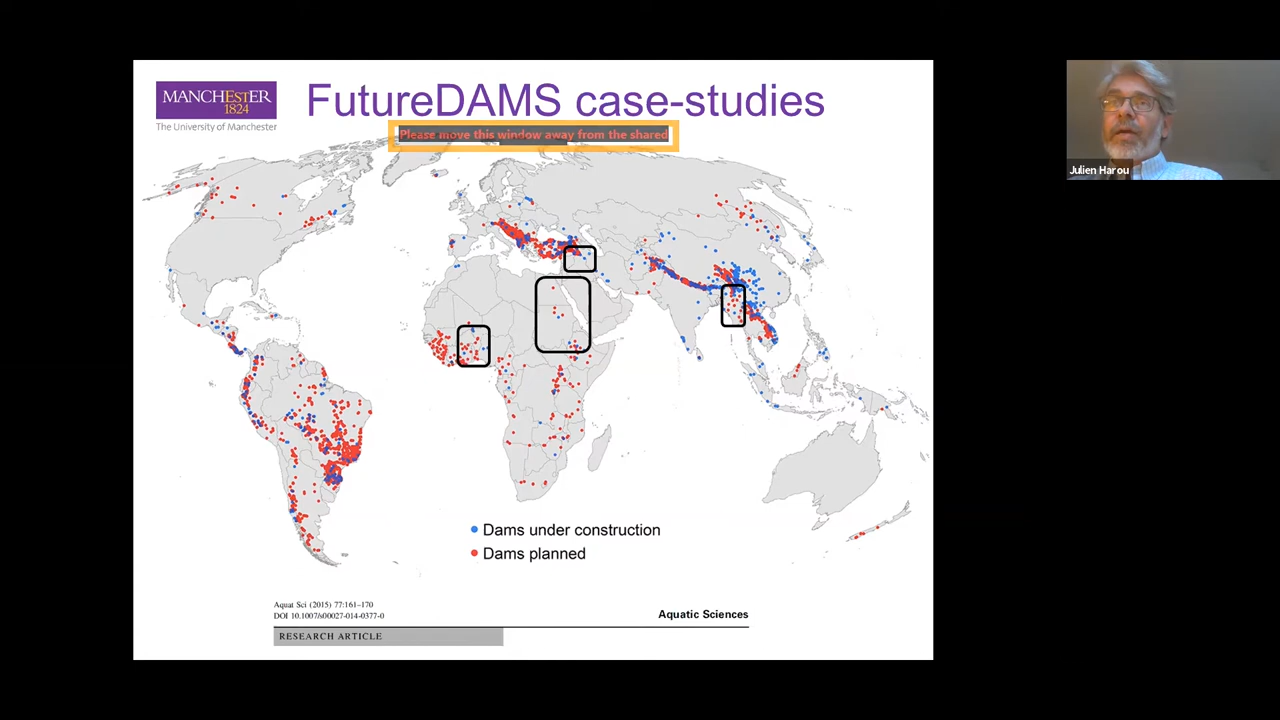 MANCHESTER
1824
The University of Manchester
FutureDAMS case-studies
Please move this window away from the shared
Julien Harou
Dams under construction
Dams planned
Aquat Sci (2015) 77:161–170
DOI 10.1007/s00027-014-0377-0
Aquatic Sciences
RESEARCH ARTICLE